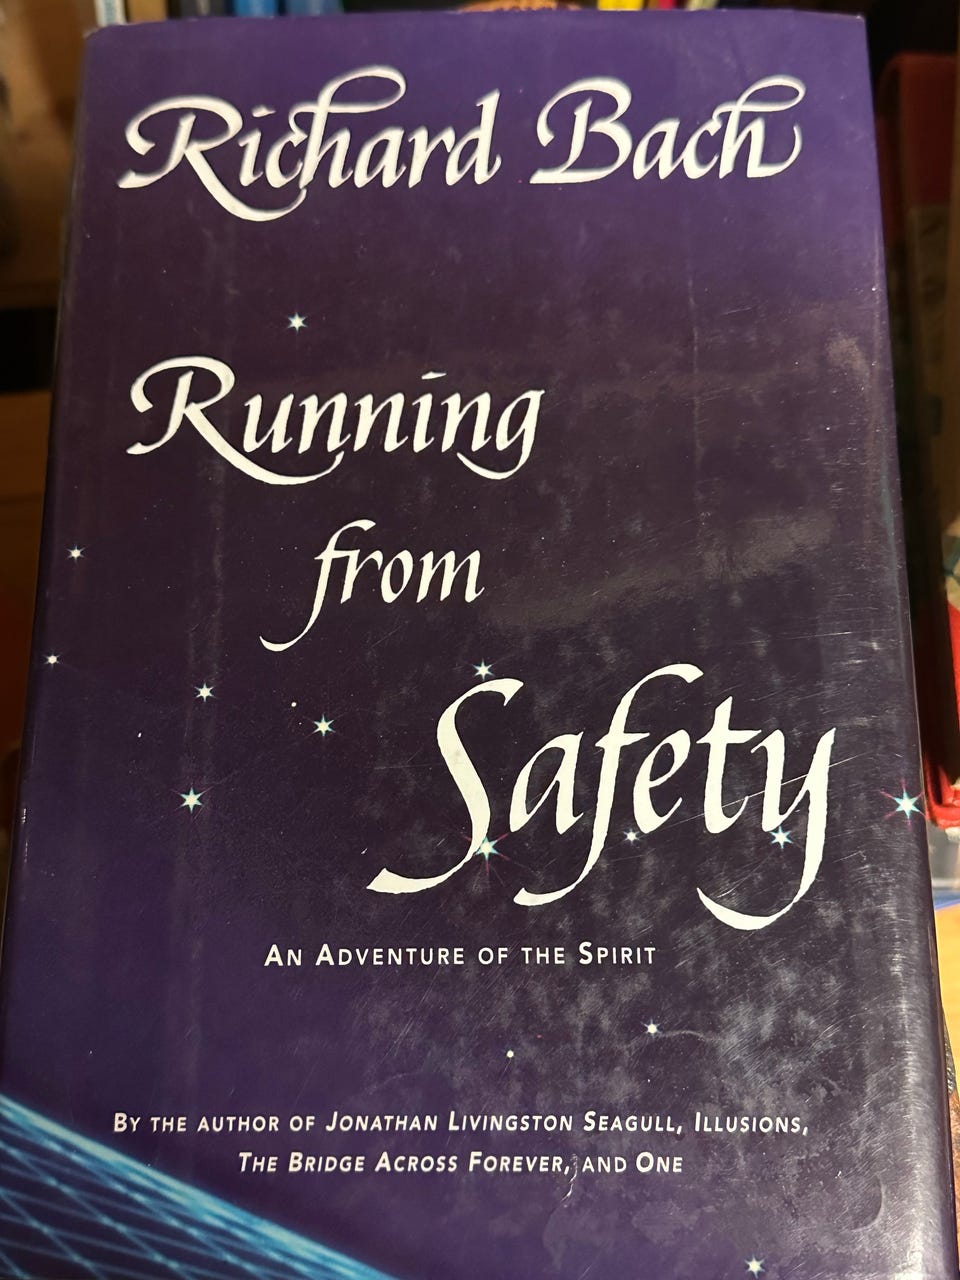 Richard Bach
Running
from
Safety
An Adventure of the Spirit
By the author of Jonathan Livingston Seagull, Illusions,
The Bridge Across Forever, and One